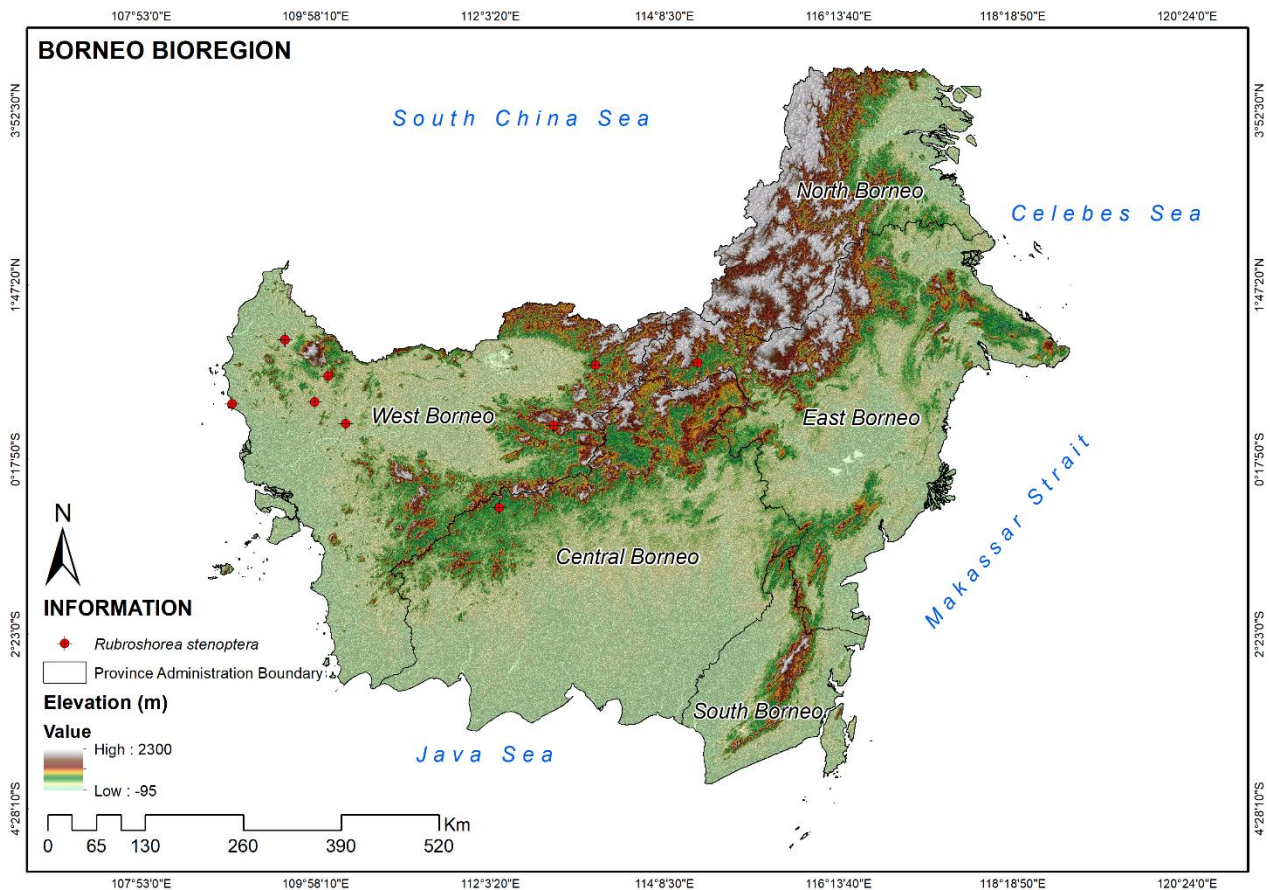 107°53'0"E 109°58'10"E 112°3'20"E 114°8'30"E 116°13'40"E 118°18'50"E 120°24'0"E
BORNEO BIOREGION
3°52'30"N 3°52'30"N
South China Sea
North Borneo
Celebes Sea
1°47'20"N 1°47'20"N
West Borneo
East Borneo
0°17'50"S 0°17'50"S
Makassar Strait
N
Central Borneo
INFORMATION
Rubroshorea stenoptera
2°23'0"S 2°23'0"S
Province Administration Boundary
Elevation (m)
South Borneo
Value
High : 2300
Java Sea
Low : -95
4°28'10"S 4°28'10"S
Km
0 65 130 260 390 520
107°53'0"E 109°58'10"E 112°3'20"E 114°8'30"E 116°13'40"E 118°18'50"E 120°24'0"E